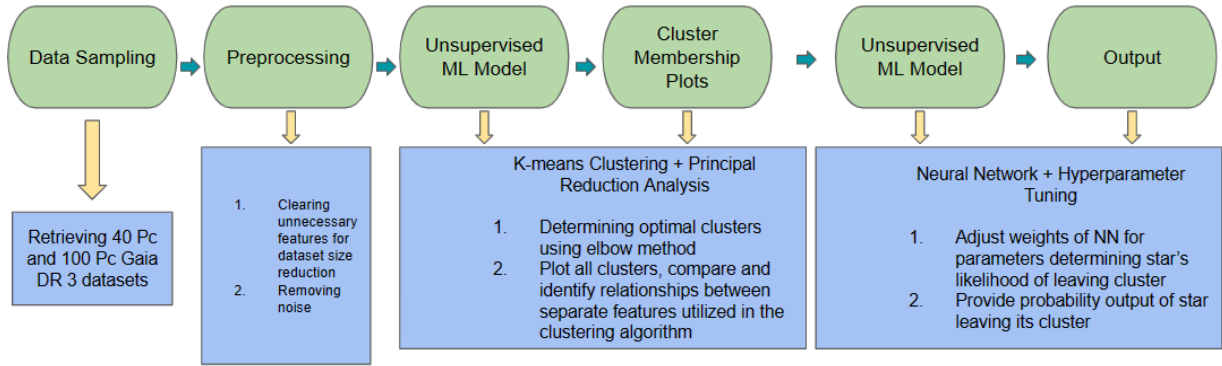 Data Sampling
Preprocessing
Unsupervised
ML Model
Cluster
Membership
Plots
Unsupervised
ML Model
Output
Retrieving 40 Pc
and 100 Pc Gaia
DR 3 datasets
1. Clearing
unnecessary
features for
dataset size
reduction
2. Removing
noise
K-means Clustering + Principal
Reduction Analysis
1. Determining optimal clusters
using elbow method
2. Plot all clusters, compare and
identify relationships between
separate features utilized in the
clustering algorithm
Neural Network + Hyperparameter
Tuning
1. Adjust weights of NN for
parameters determining star's
likelihood of leaving cluster
2. Provide probability output of star
leaving its cluster